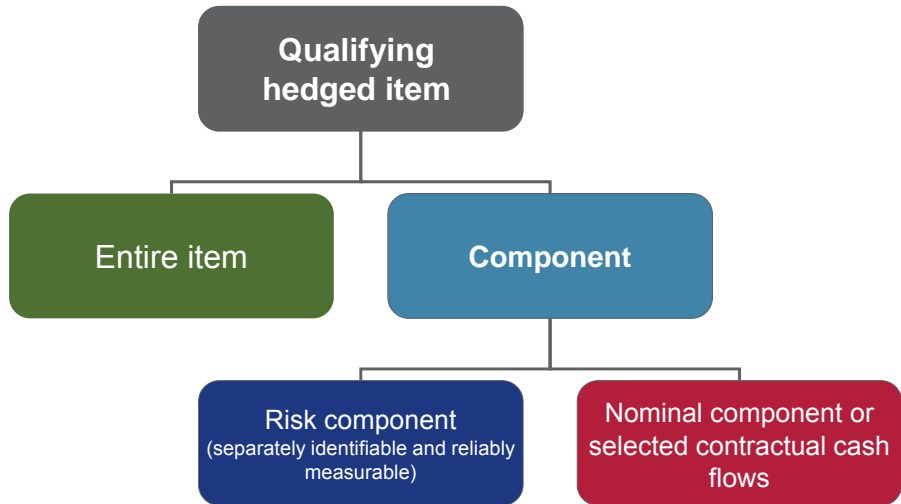 Qualifying
hedged item
Entire item
Component
Risk component
(separately identifiable and reliably
measurable)
Nominal component or
selected contractual cash
flows